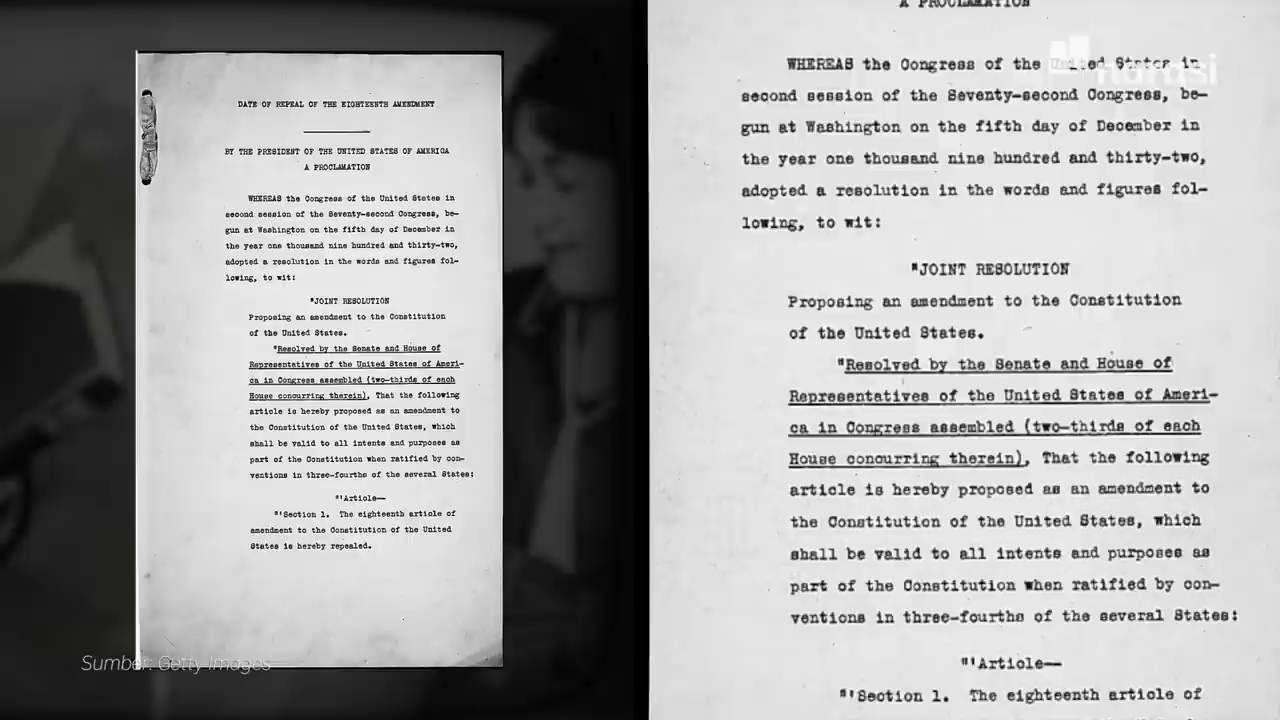 DATE OF REPEAL OF THE EIGHTEENTH AMENDMENT
BY THE PRESIDENT OF THE UNITED STATES OF AMERICA
A PROCLAMATION
WHEREAS the Congress of the United States in
second session of the Seventy-second Congress, be-
gun at Washington on the fifth day of December in
the year one thousand nine hundred and thirty-two,
adopted a resolution in the words and figures fol-
lowing, to wit:
"JOINT RESOLUTION
Proposing an amendment to the Constitution
of the United States.
"Resolved by the Senate and House of
Representatives of the United States of Ameri-
ca in Congress assembled (two-thirds of each
House concurring therein), That the following
article is hereby proposed as an amendment to
the Constitution of the United States, which
shall be valid to all intents and purposes as
part of the Constitution when ratified by con-
ventions in three-fourths of the several States:
"'Article—
"'Section 1. The eighteenth article of
amendment to the Constitution of the United
States is hereby repealed.
Sumber: Getty Images
A PROCLAMATION
WHEREAS the Congress of the United States in
second session of the Seventy-second Congress, be-
gun at Washington on the fifth day of December in
the year one thousand nine hundred and thirty-two,
adopted a resolution in the words and figures fol-
lowing, to wit:
"JOINT RESOLUTION
Proposing an amendment to the Constitution
of the United States.
"Resolved by the Senate and House of
Representatives of the United States of Ameri-
ca in Congress assembled (two-thirds of each
House concurring therein), That the following
article is hereby proposed as an amendment to
the Constitution of the United States, which
shall be valid to all intents and purposes as
part of the Constitution when ratified by con-
ventions in three-fourths of the several States:
"'Article—
"'Section 1. The eighteenth article of
narasi